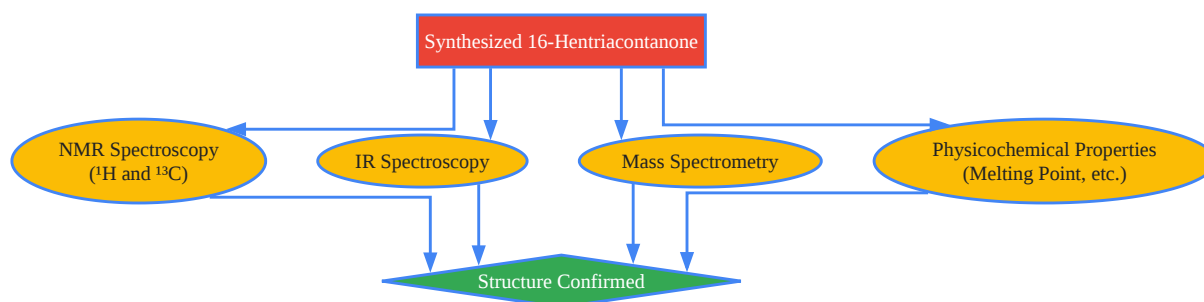 Synthesized 16-Hentriacontanone
NMR Spectroscopy
(¹H and ¹³C)
IR Spectroscopy
Mass Spectrometry
Physicochemical Properties
(Melting Point, etc.)
Structure Confirmed